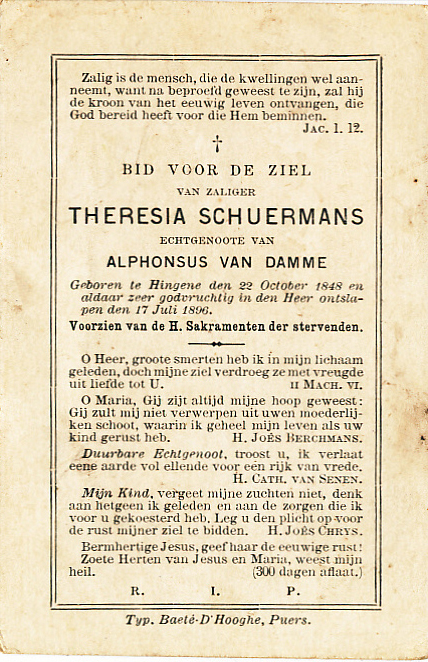 Zalig is de mensch, die de kwellingen wel aan-
neemt, want na beproefd geweest te zijn, zal hij
de kroon van het eeuwig leven ontvangen, die
God bereid heeft voor die Hem beminnen.
JAC. 1. 12.
†
BID VOOR DE ZIEL
VAN ZALIGER
THERESIA SCHUERMANS
ECHTGENOOTE VAN
ALPHONSUS VAN DAMME
Geboren te Hingene den 22 October 1848 en
aldaar zeer godvruchtig in den Heer ontsla-
pen den 17 Juli 1896.
Voorzien van de H. Sakramenten der stervenden.
O Heer, groote smerten heb ik in mijn lichaam
geleden, doch mijne ziel verdroeg ze met vreugde
uit liefde tot U. II MACH. VI.
O Maria, Gij zijt altijd mijne hoop geweest:
Gij zult mij niet verwerpen uit uwen moederlij-
ken schoot, waarin ik geheel mijn leven als uw
kind gerust heb. H. JOËS BERCHMANS.
Duurbare Echtgenoot, troost u, ik verlaat
eene aarde vol ellende voor een rijk van vrede.
H. CATH. VAN SENEN.
Mijn Kind, vergeet mijne zuchten niet, denk
aan hetgeen ik geleden en aan de zorgen die ik
voor u gekoesterd heb. Leg u den plicht op voor
de rust mijner ziel te bidden. H. JOËS CHRYS.
Bermhertige Jesus, geef haar de eeuwige rust!
Zoete Herten van Jesus en Maria, weest mijn
heil. (300 dagen aflaat.)
R. I. P.
Typ. Baeté-D'Hooghe, Puers.